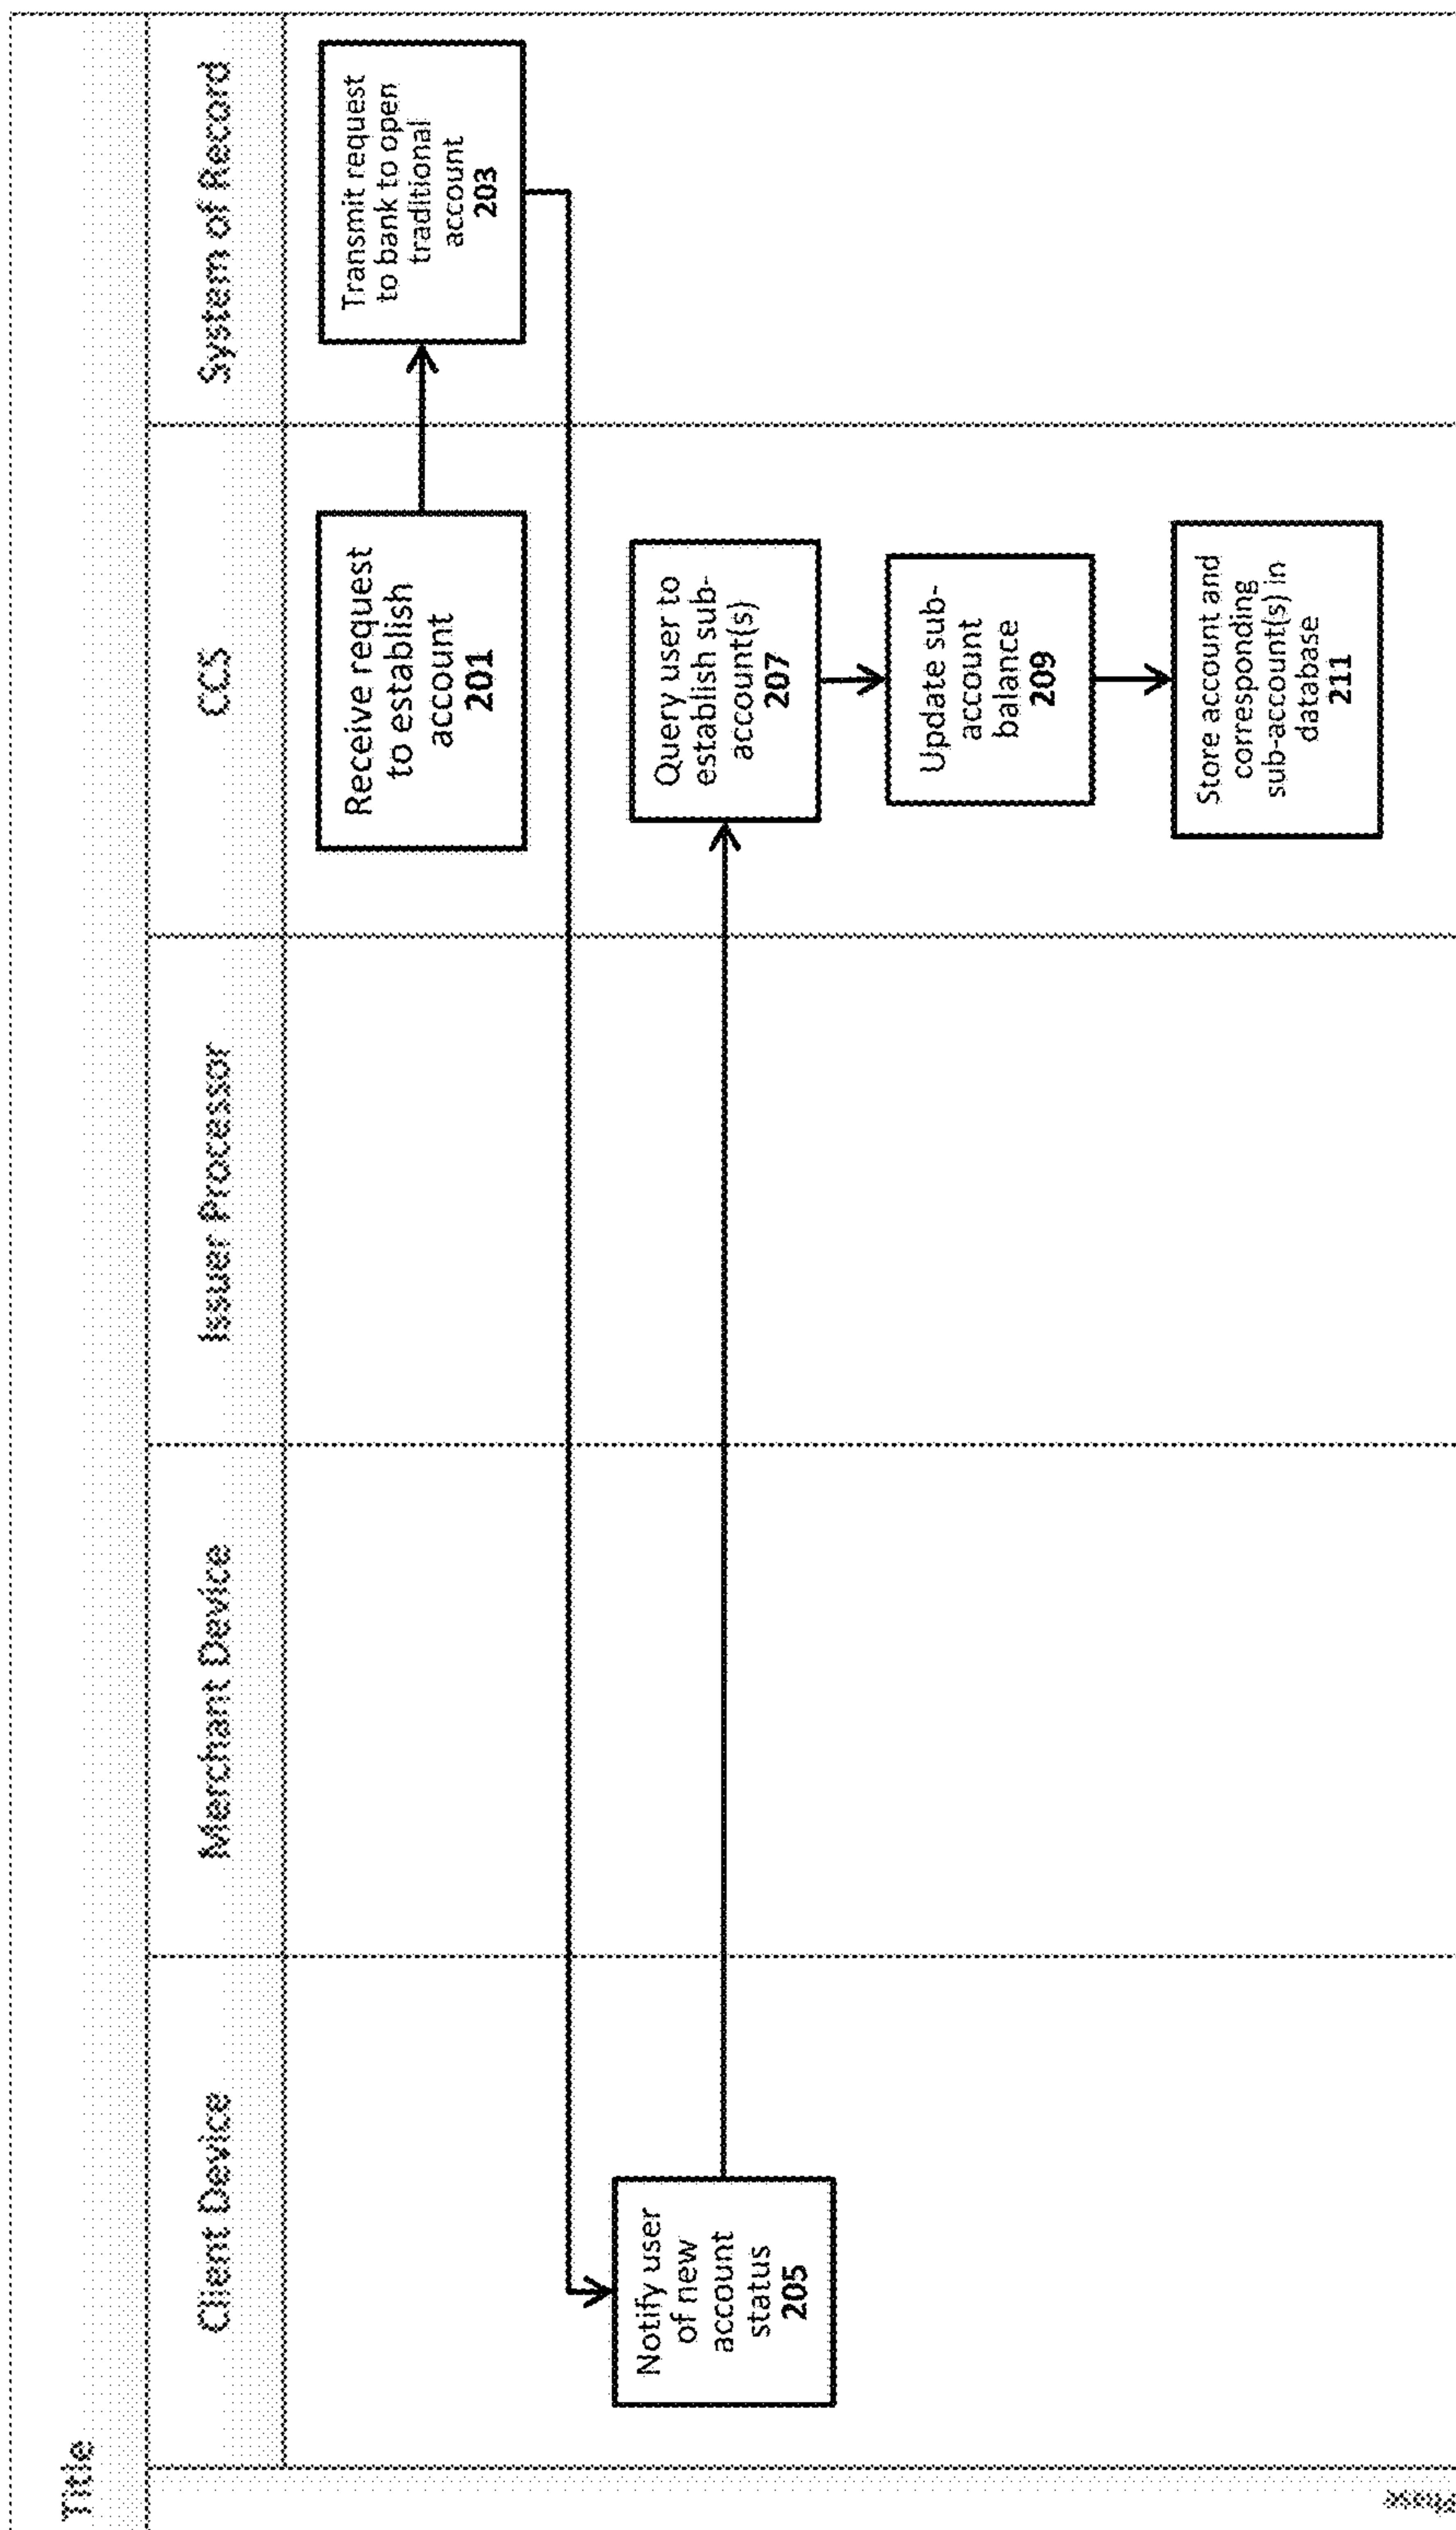 Title
Client Device
Merchant Device
Issuer Processor
CCS
System of Record
Receive request
to establish
account
201
Transmit request
to bank to open
traditional
account
203
Notify user
of new
account
status
205
Query user to
establish sub-
account(s)
207
Update sub-
account
balance
209
Store account and
corresponding
sub-account(s) in
database
211